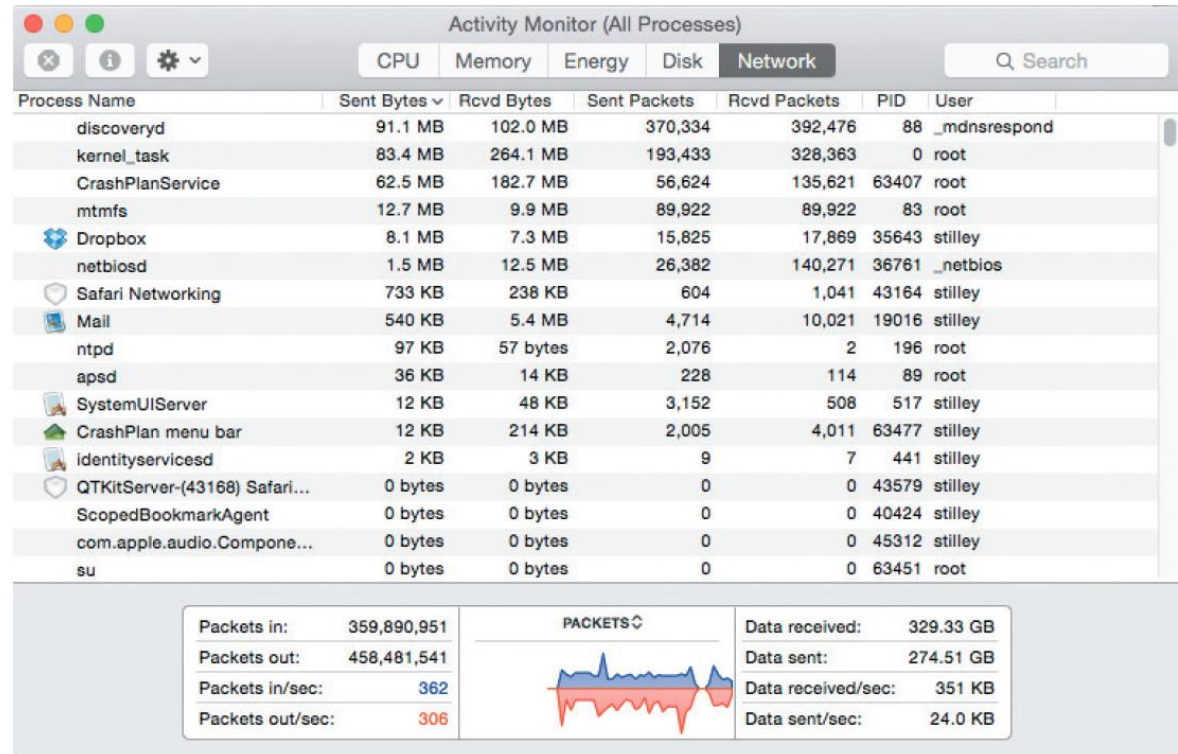 Activity Monitor (All Processes)
CPU Memory Energy Disk Network Search
Process Name Sent Bytes Rcvd Bytes Sent Packets Rcvd Packets PID User
discoveryd 91.1 MB 102.0 MB 370,334 392,476 88 _mdnsrespond
kernel_task 83.4 MB 264.1 MB 193,433 328,363 0 root
CrashPlanService 62.5 MB 182.7 MB 56,624 135,621 63407 root
mtmfs 12.7 MB 9.9 MB 89,922 89,922 83 root
Dropbox 8.1 MB 7.3 MB 15,825 17,869 35643 stilley
netbiosd 1.5 MB 12.5 MB 26,382 140,271 36761 _netbios
Safari Networking 733 KB 238 KB 604 1,041 43164 stilley
Mail 540 KB 5.4 MB 4,714 10,021 19016 stilley
ntpd 97 KB 57 bytes 2,076 2 196 root
apsd 36 KB 14 KB 228 114 89 root
SystemUIServer 12 KB 48 KB 3,152 508 517 stilley
CrashPlan menu bar 12 KB 214 KB 2,005 4,011 63477 stilley
identityservicesd 2 KB 3 KB 9 7 441 stilley
QTKitServer-(43168) Safari... 0 bytes 0 bytes 0 0 43579 stilley
ScopedBookmarkAgent 0 bytes 0 bytes 0 0 40424 stilley
com.apple.audio.Compone... 0 bytes 0 bytes 0 0 45312 stilley
su 0 bytes 0 bytes 0 0 63451 root
Packets in: 359,890,951 PACKETS Data received: 329.33 GB
Packets out: 458,481,541 Data sent: 274.51 GB
Packets in/sec: 362 Data received/sec: 351 KB
Packets out/sec: 306 Data sent/sec: 24.0 KB